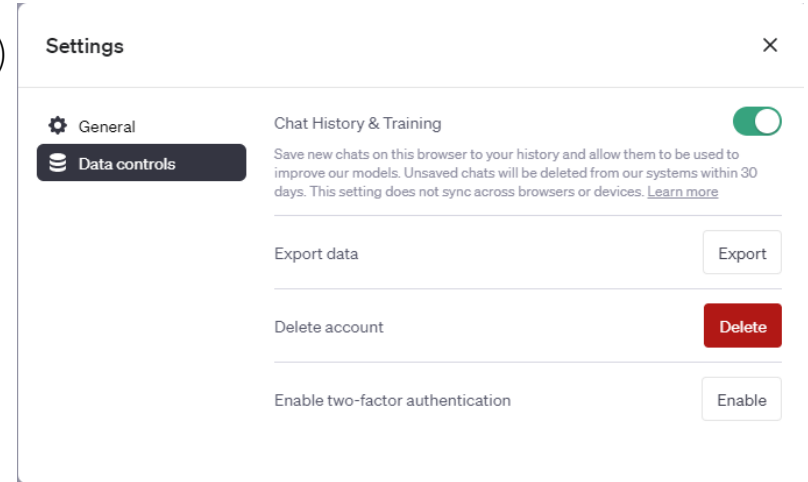 Settings
General
Data controls
Chat History & Training
Save new chats on this browser to your history and allow them to be used to
improve our models. Unsaved chats will be deleted from our systems within 30
days. This setting does not sync across browsers or devices. Learn more
Export data
Export
Delete account
Delete
Enable two-factor authentication
Enable